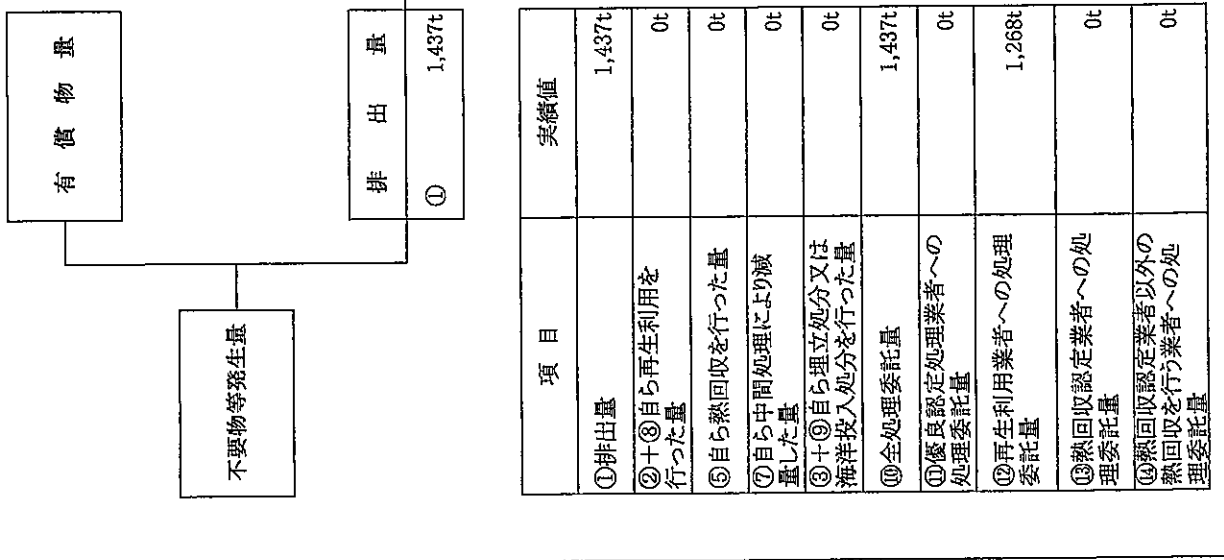 有償物量
不要物等発生量
排出量
① 1,437t
項目 実績値
①排出量 1,437t
②+⑧自ら再生利用を
行った量 0t
⑤自ら熱回収を行った量 0t
⑦自ら中間処理により減
量した量 0t
③+⑨自ら埋立処分又は
海洋投入処分を行った量 0t
⑩全処理委託量 1,437t
⑪優良認定処理業者への
処理委託量 0t
⑫再生利用業者への処理
委託量 1,268t
⑬熱回収認定業者への処
理委託量 0t
⑭熱回収認定業者以外の
熱回収を行う業者への処
理委託量 0t